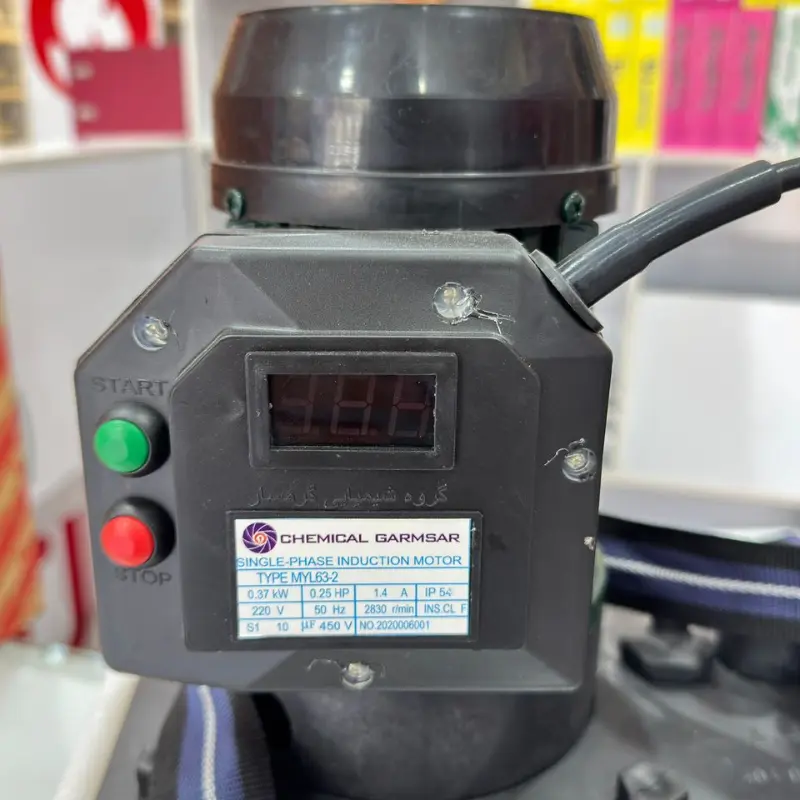 START
STOP
گروه شیمیایی گرمسار
CHEMICAL GARMSAR
SINGLE-PHASE INDUCTION MOTOR
TYPE MYL63-2
0.37 kW 0.25 HP 1.4 A IP 54
220 V 50 Hz 2830 r/min INS.CL F
S1 10 µF 450 V NO.2020006001